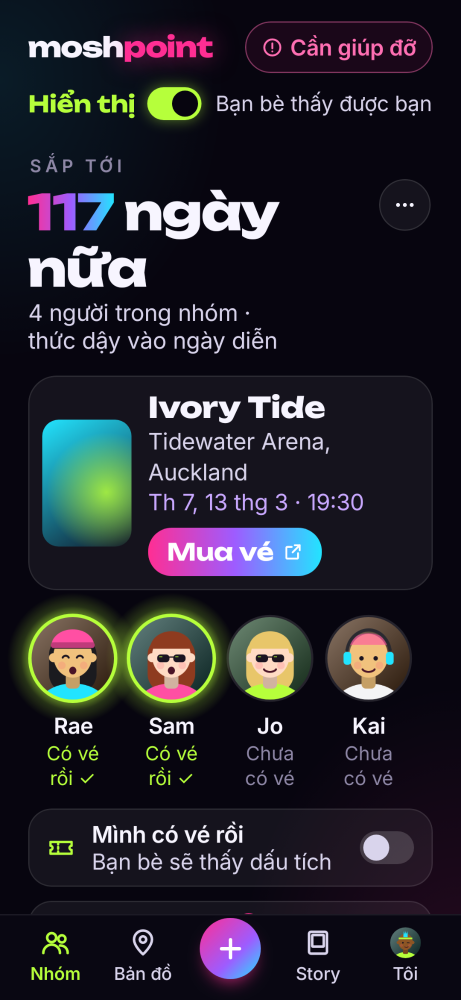 moshpoint
Cần giúp đỡ
Hiển thị
Bạn bè thấy được bạn
SẮP TỚI
117 ngày
nữa
4 người trong nhóm ·
thức dậy vào ngày diễn
Ivory Tide
Tidewater Arena,
Auckland
Th 7, 13 thg 3 · 19:30
Mua vé
Rae
Có vé
rồi ✓
Sam
Có vé
rồi ✓
Jo
Chưa
có vé
Kai
Chưa
có vé
Mình có vé rồi
Bạn bè sẽ thấy dấu tích
Nhóm
Bản đồ
Story
Tôi